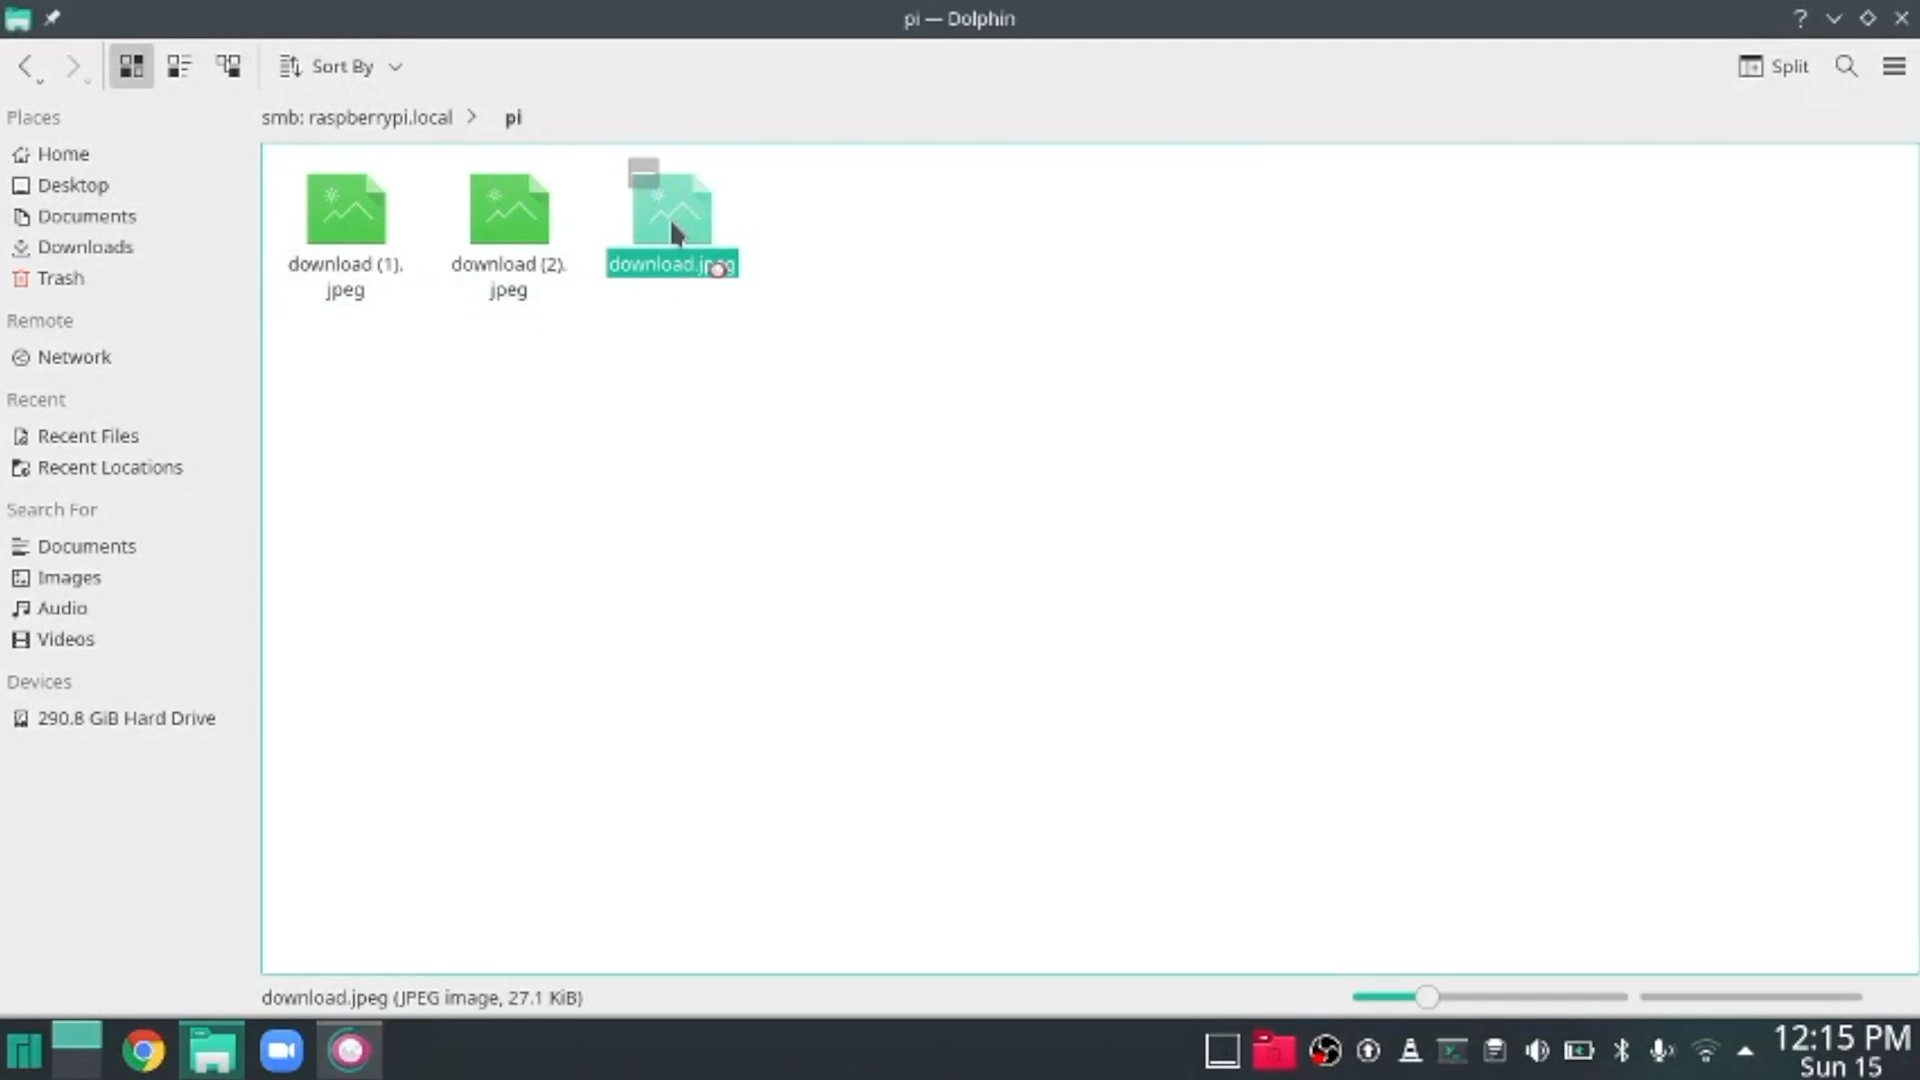 pi — Dolphin
Sort By
Split
Places
smb: raspberrypi.local > pi
Home
Desktop
Documents
Downloads
Trash
Remote
Network
Recent
Recent Files
Recent Locations
Search For
Documents
Images
Audio
Videos
Devices
290.8 GiB Hard Drive
download (1).
jpeg
download (2).
jpeg
download.jpeg
download.jpeg (JPEG image, 27.1 KiB)
12:15 PM
Sun 15